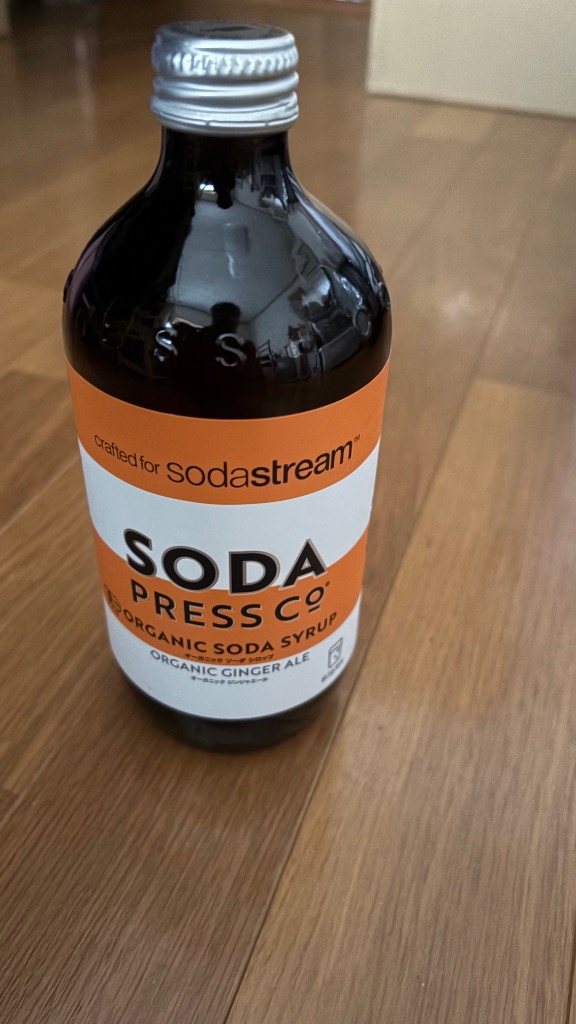 S S
crafted for sodastream™
SODA
PRESS Co
ORGANIC SODA SYRUP
オーガニック ソーダ シロップ
ORGANIC GINGER ALE
オーガニック ジンジャエール